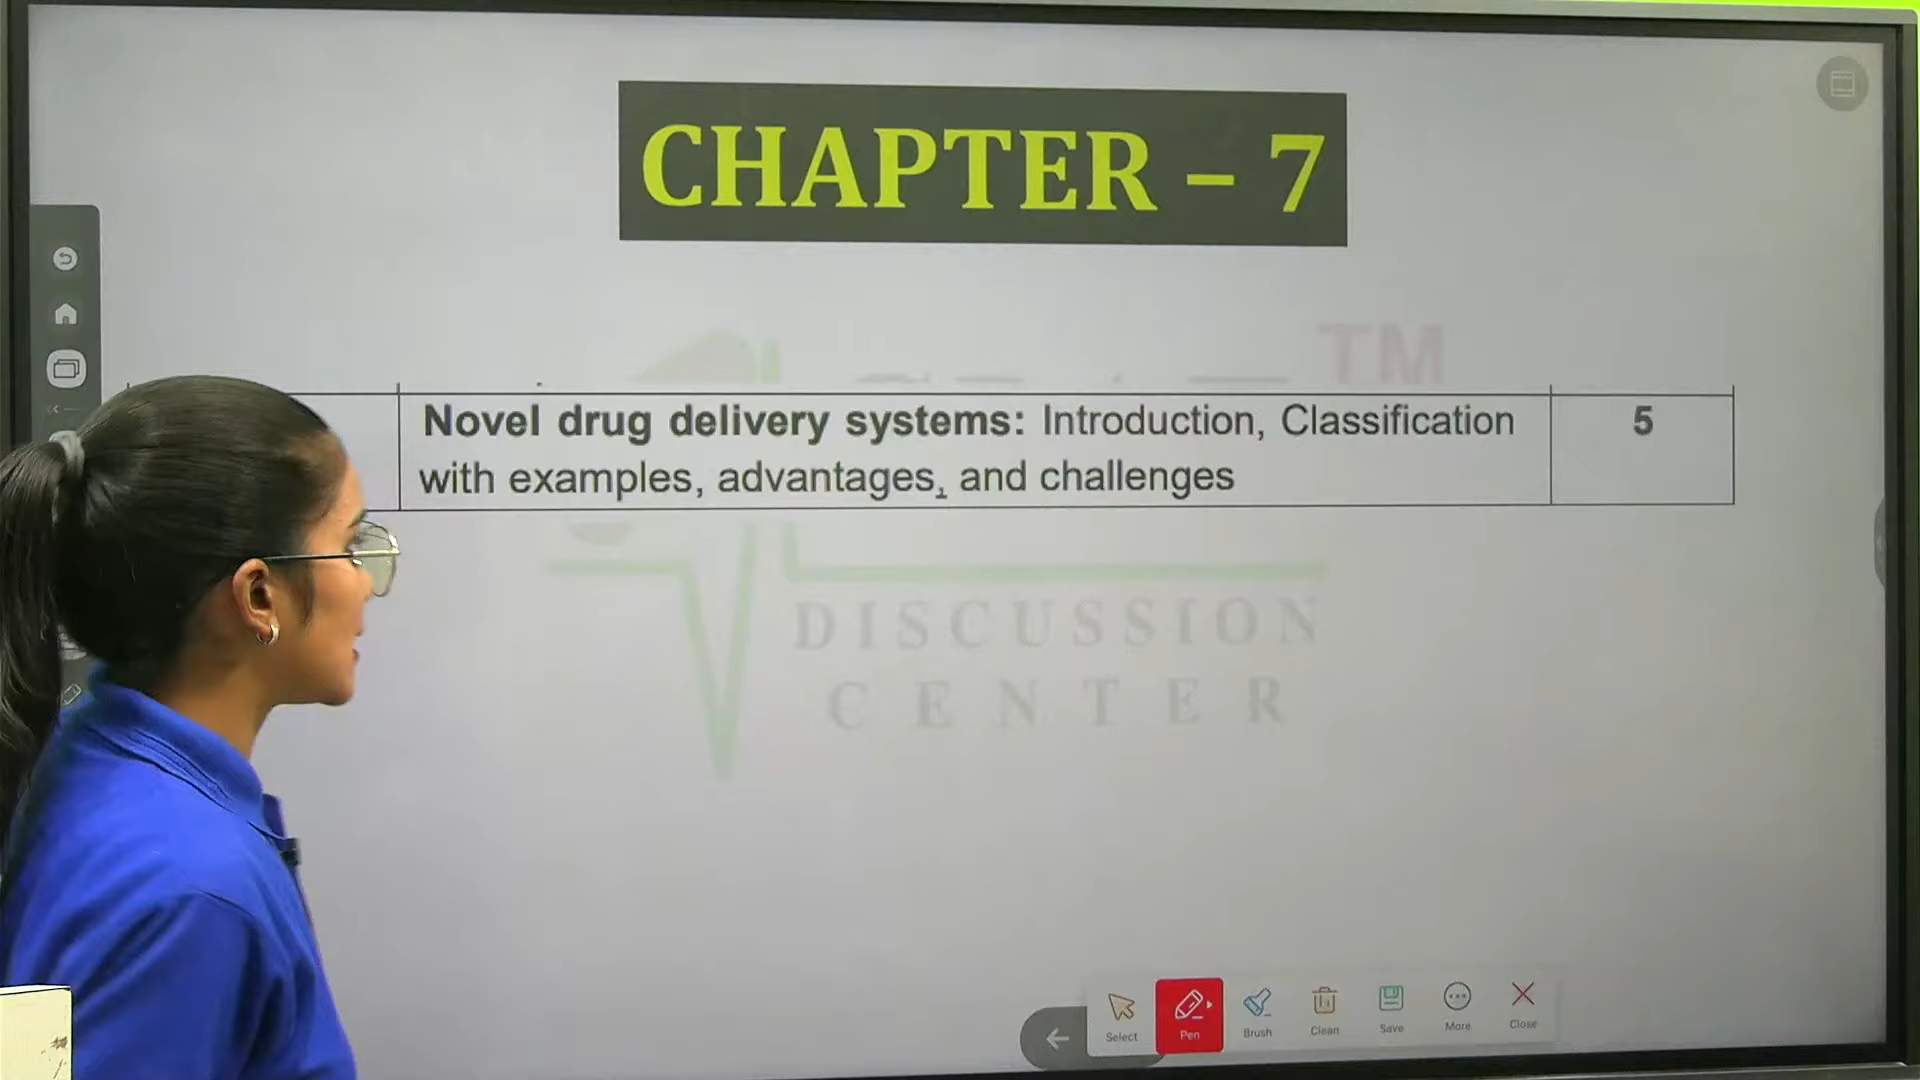 CHAPTER – 7
TM
Novel drug delivery systems: Introduction, Classification
with examples, advantages, and challenges
5
DISCUSSION
CENTER
Select
Pen
Brush
Clean
Save
More
Close